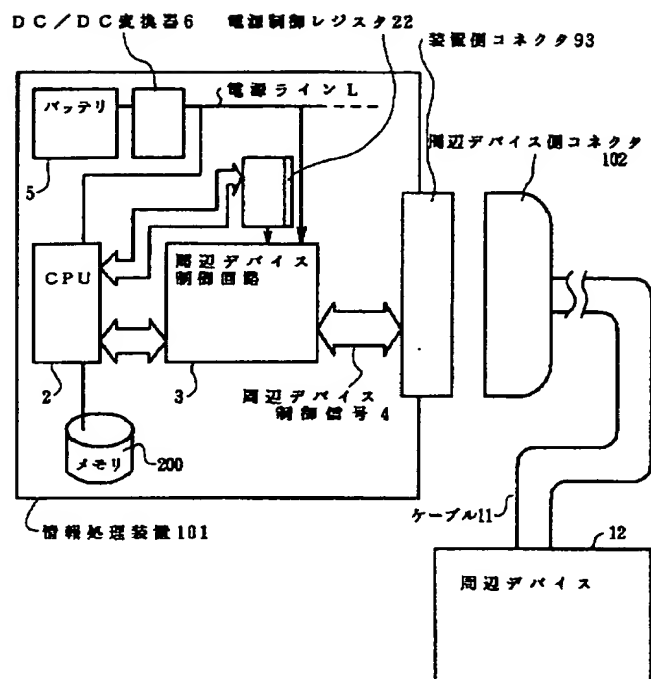 DC/DC変換器6
電源制御レジスタ22
装置側コネクタ93
バッテリ
電源ラインL
周辺デバイス側コネクタ
102
5
CPU
周辺デバイス
制御回路
2
3
周辺デバイス
制御信号4
メモリ
200
情報処理装置101
ケーブル11
12
周辺デバイス